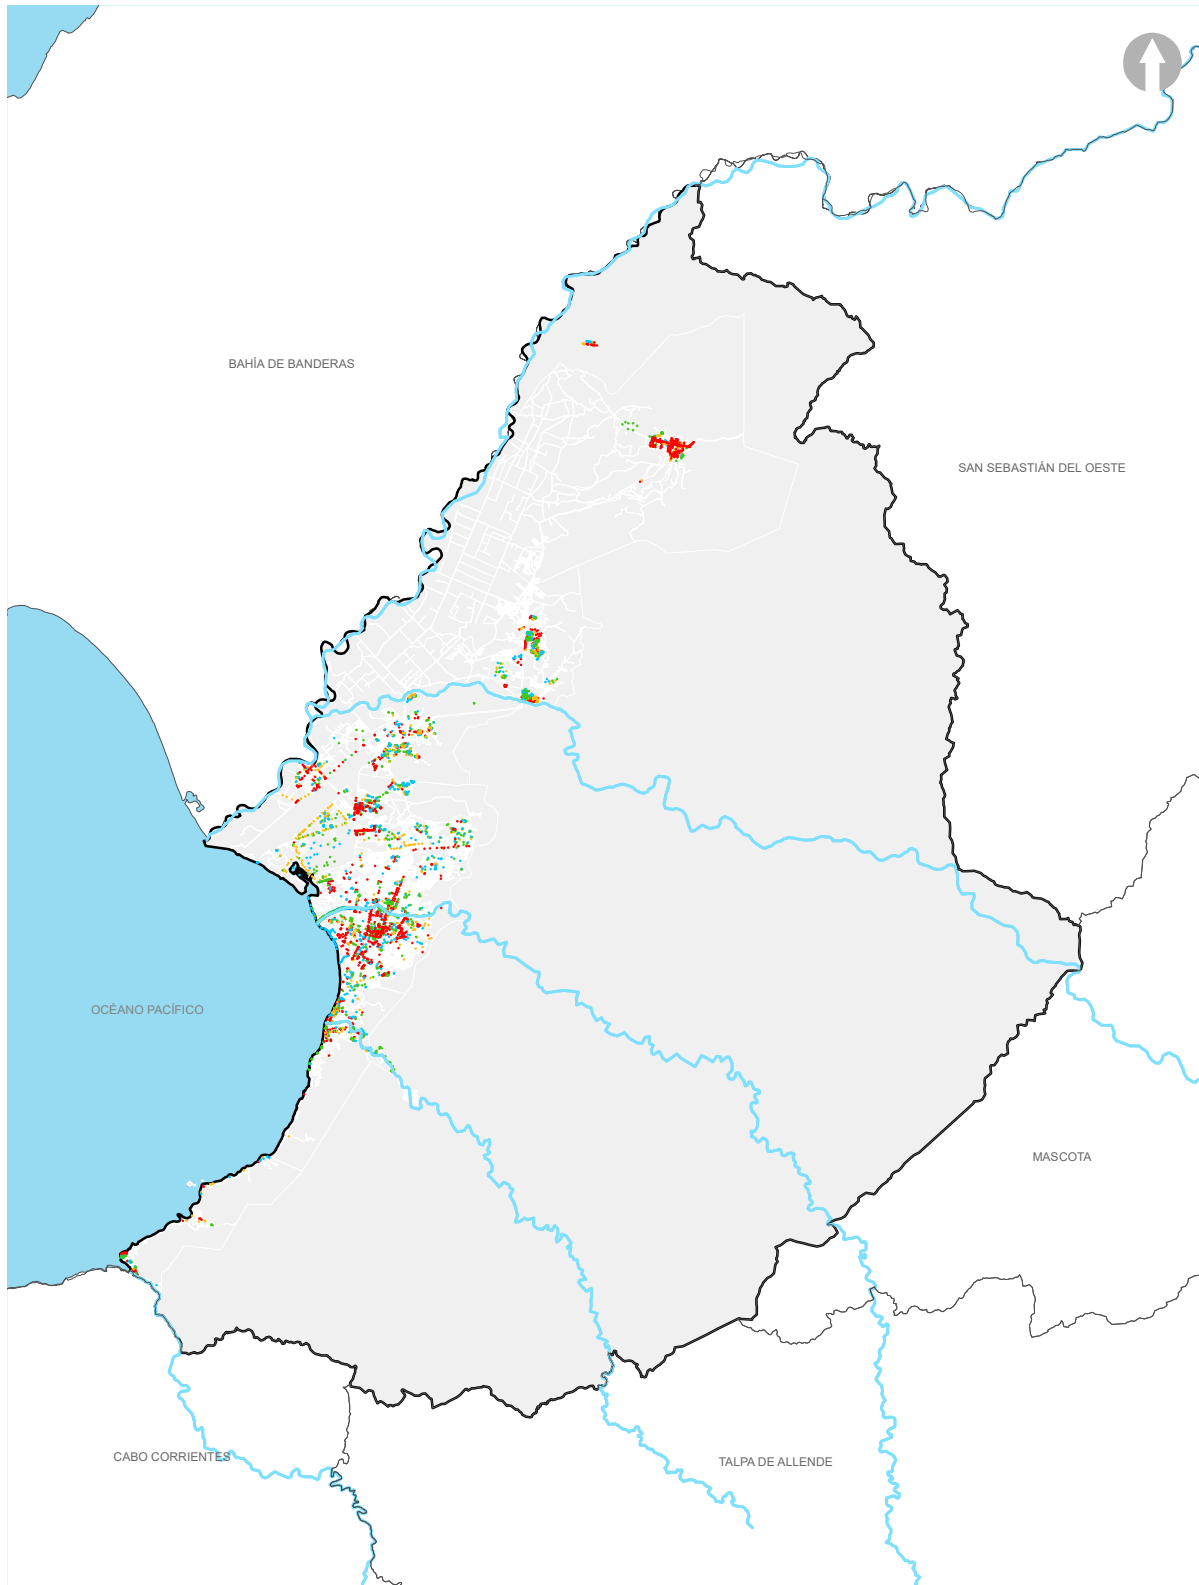 BAHÍA DE BANDERAS
SAN SEBASTIÁN DEL OESTE
OCÉANO PACÍFICO
MASCOTA
CABO CORRIENTES
TALPA DE ALLENDE